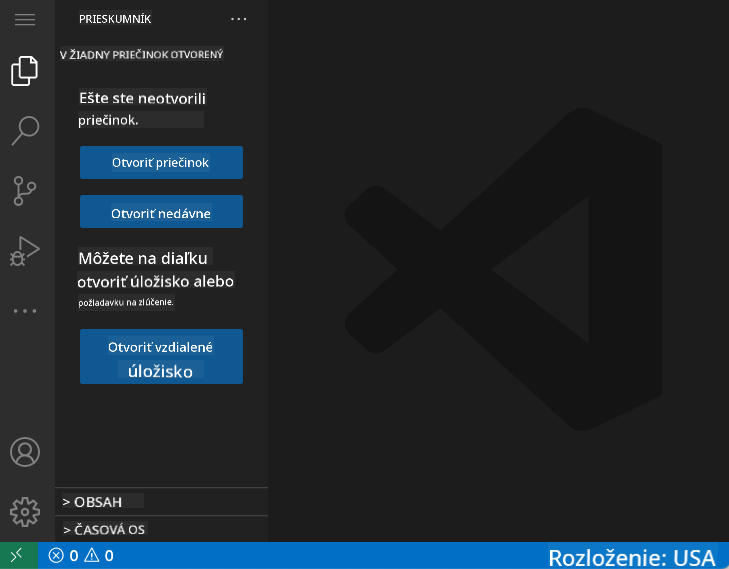 PRIESKUMNÍK
V ŽIADNY PRIEČINOK OTVORENÝ
Ešte ste neotvorili
priečinok.
Otvoriť priečinok
Otvoriť nedávne
Môžete na diaľku
otvoriť úložisko alebo
požiadavku na zlúčenie.
Otvoriť vzdialené
úložisko
> OBSAH
> ČASOVÁ OS
0 0
Rozloženie: USA